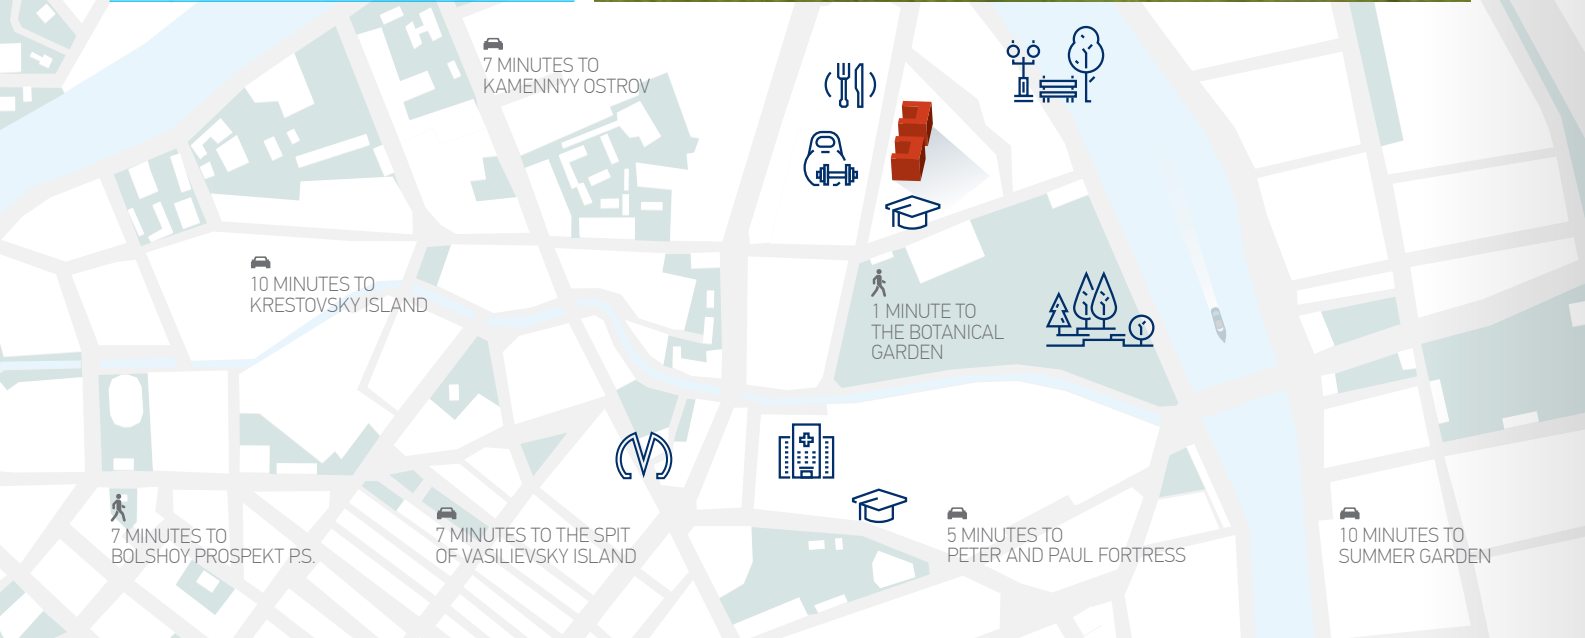 7 MINUTES TO
KAMENNYY OSTROV
10 MINUTES TO
KRESTOVSKY ISLAND
1 MINUTE TO
THE BOTANICAL
GARDEN
7 MINUTES TO
BOLSHOY PROSPEKT P.S.
7 MINUTES TO THE SPIT
OF VASILIEVSKY ISLAND
5 MINUTES TO
PETER AND PAUL FORTRESS
10 MINUTES TO
SUMMER GARDEN